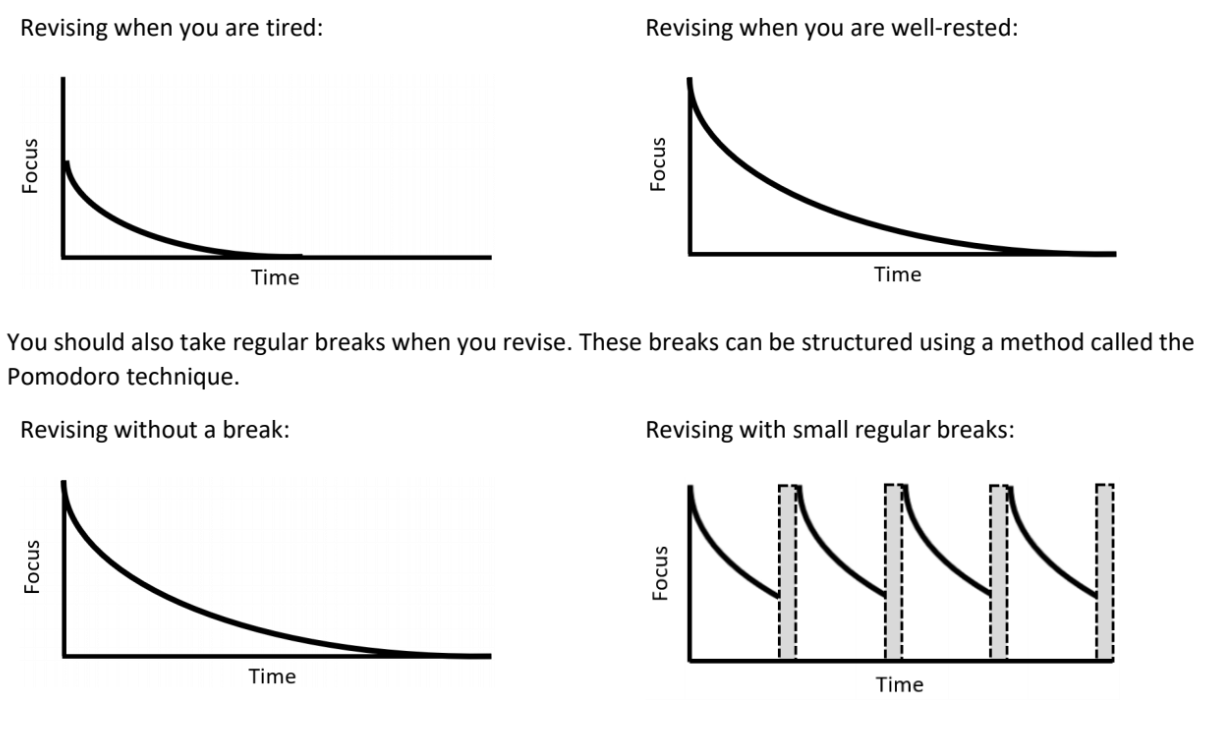 Revising when you are tired:
Revising when you are well-rested:
Focus
Time
Focus
Time
You should also take regular breaks when you revise. These breaks can be structured using a method called the
Pomodoro technique.
Revising without a break:
Revising with small regular breaks:
Focus
Time
Focus
Time